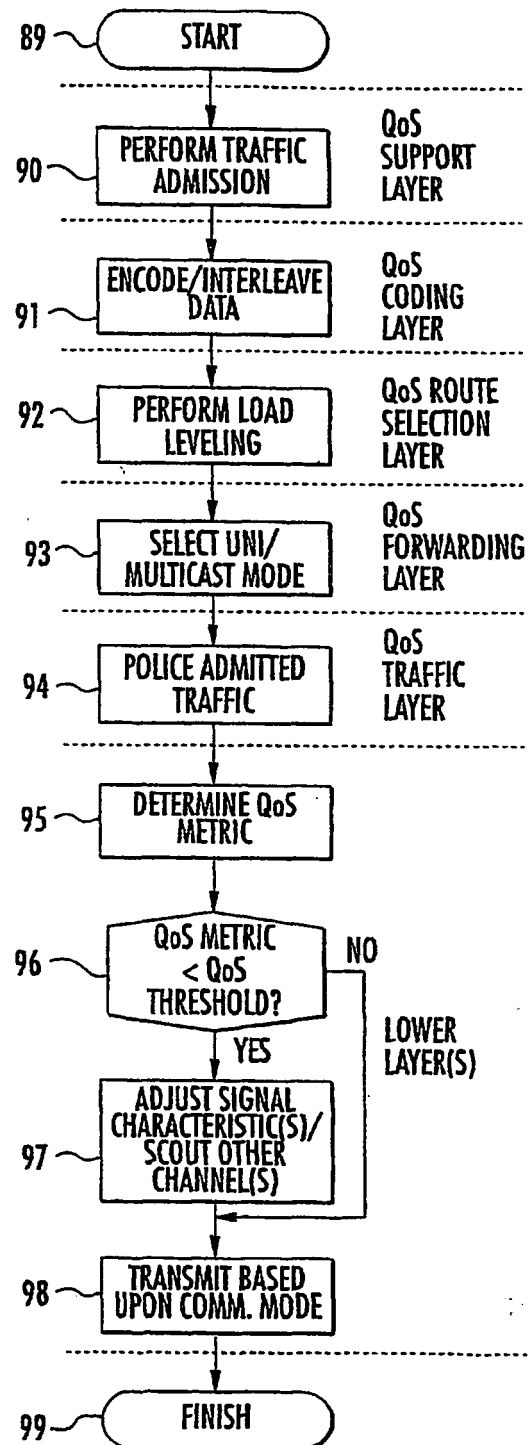 89
START
90
PERFORM TRAFFIC
ADMISSION
QoS
SUPPORT
LAYER
91
ENCODE/INTERLEAVE
DATA
QoS
CODING
LAYER
92
PERFORM LOAD
LEVELING
QoS ROUTE
SELECTION
LAYER
93
SELECT UNI/
MULTICAST MODE
QoS
FORWARDING
LAYER
94
POLICE ADMITTED
TRAFFIC
QoS
TRAFFIC
LAYER
95
DETERMINE QoS
METRIC
96
QoS METRIC
< QoS
THRESHOLD?
NO
YES
LOWER
LAYER(S)
97
ADJUST SIGNAL
CHARACTERISTIC(S)/
SCOUT OTHER
CHANNEL(S)
98
TRANSMIT BASED
UPON COMM. MODE
99
FINISH